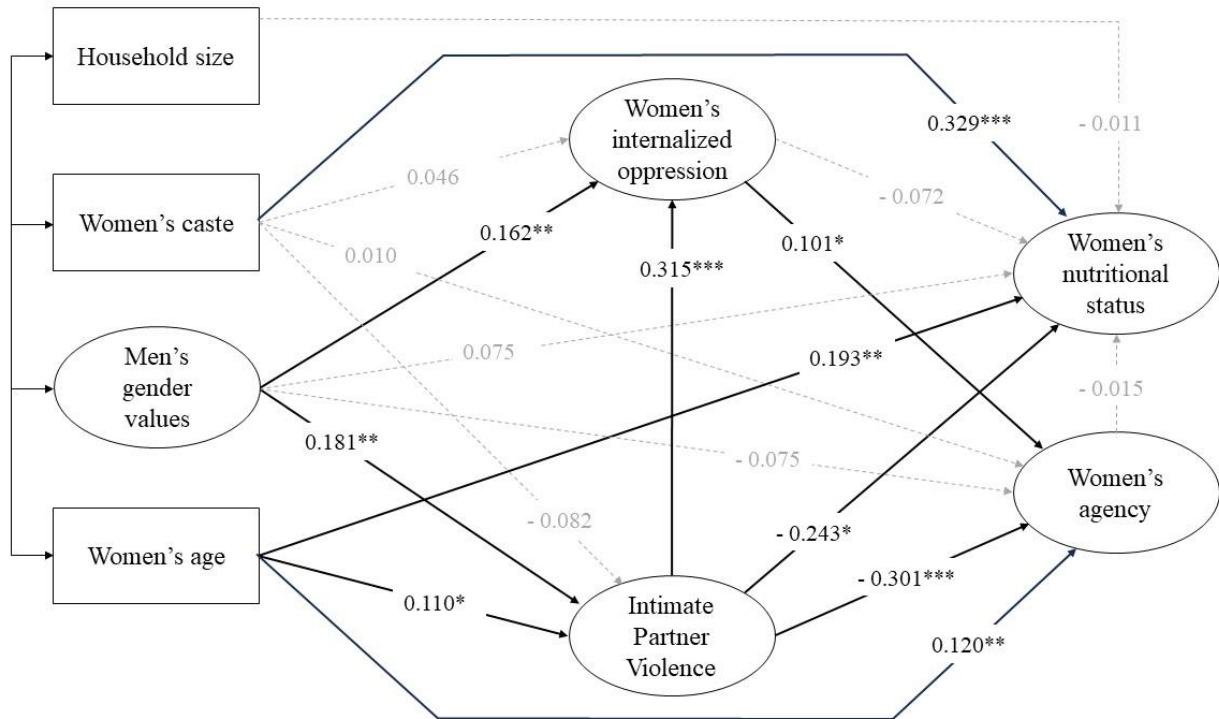 Household size
- 0.011
Women's
internalized
oppression
0.329***
0.046
- 0.072
Women's caste
0.162**
0.101*
Women's
nutritional
status
0.010
0.315***
Men's
gender
values
0.075
0.193**
- 0.015
0.181**
- 0.075
Women's
agency
- 0.082
- 0.243*
Women's age
- 0.301***
0.110*
Intimate
Partner
Violence
0.120**